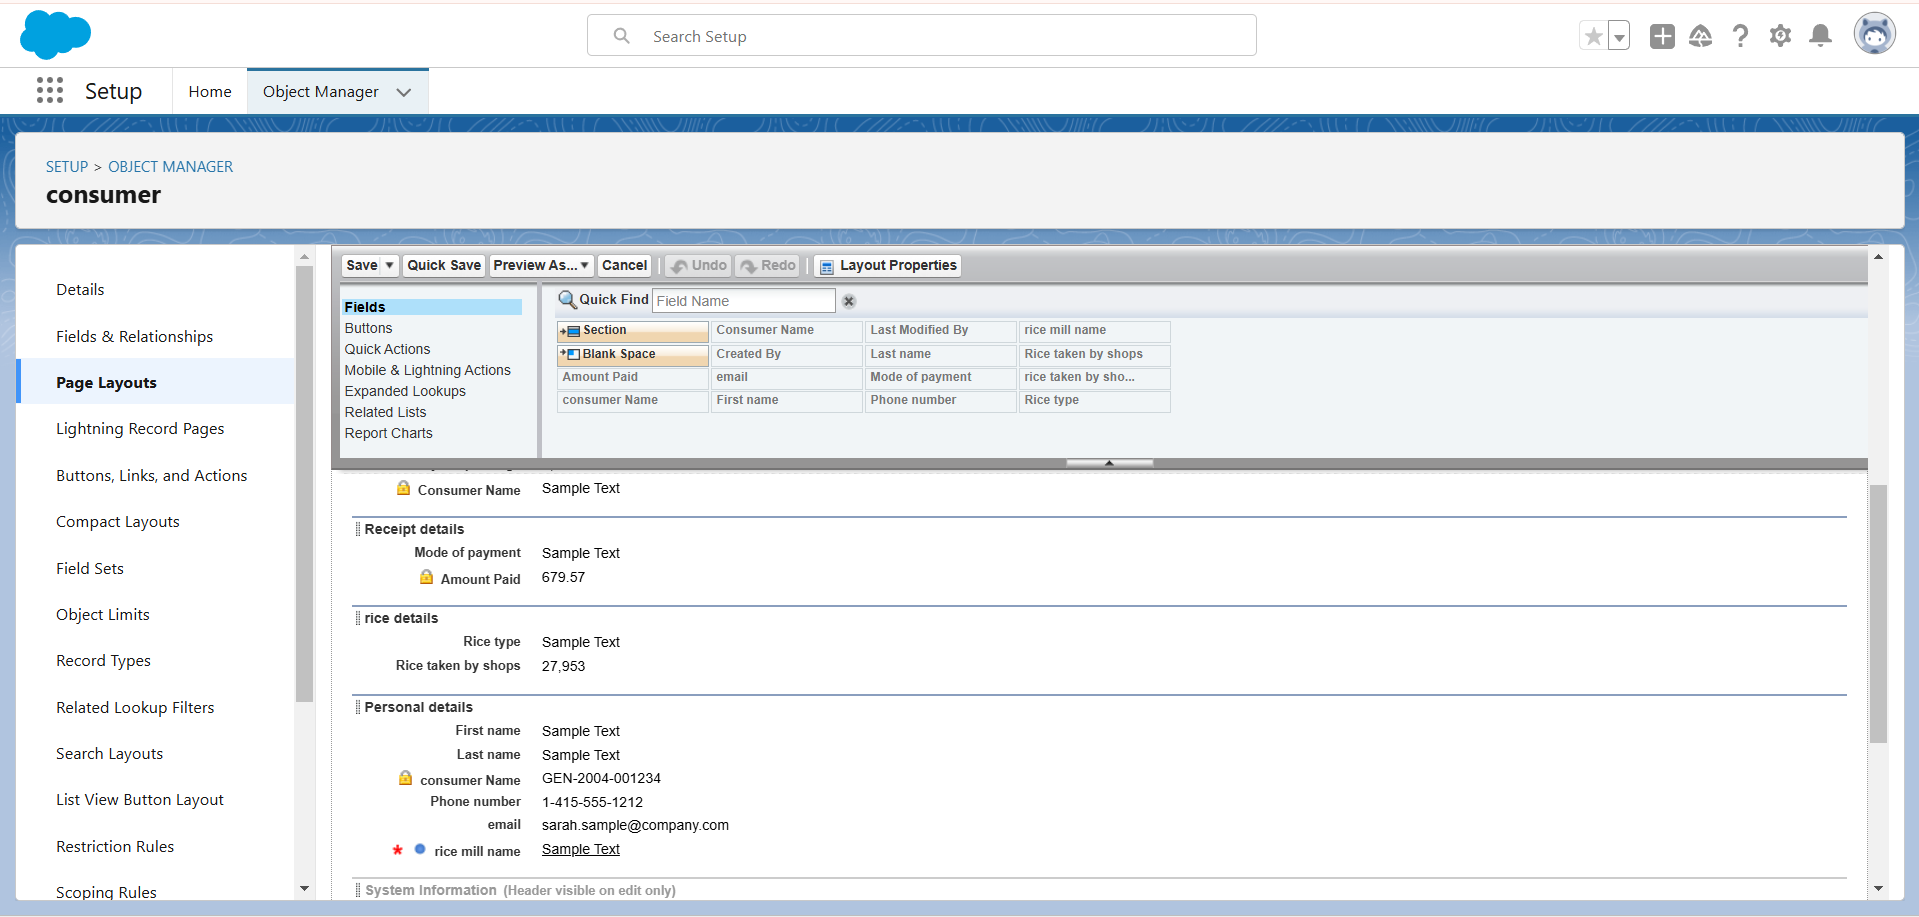 Search Setup
Setup
Home
Object Manager
SETUP > OBJECT MANAGER
consumer
Details
Fields & Relationships
Page Layouts
Lightning Record Pages
Buttons, Links, and Actions
Compact Layouts
Field Sets
Object Limits
Record Types
Related Lookup Filters
Search Layouts
List View Button Layout
Restriction Rules
Scoping Rules
Save Quick Save Preview As... Cancel Undo Redo Layout Properties
Fields
Buttons
Quick Actions
Mobile & Lightning Actions
Expanded Lookups
Related Lists
Report Charts
Quick Find Field Name
Section Consumer Name Last Modified By rice mill name
Blank Space Created By Last name Rice taken by shops
Amount Paid email Mode of payment rice taken by sho...
consumer Name First name Phone number Rice type
Consumer Name Sample Text
Receipt details
Mode of payment Sample Text
Amount Paid 679.57
rice details
Rice type Sample Text
Rice taken by shops 27,953
Personal details
First name Sample Text
Last name Sample Text
consumer Name GEN-2004-001234
Phone number 1-415-555-1212
email sarah.sample@company.com
* rice mill name Sample Text
System Information (Header visible on edit only)